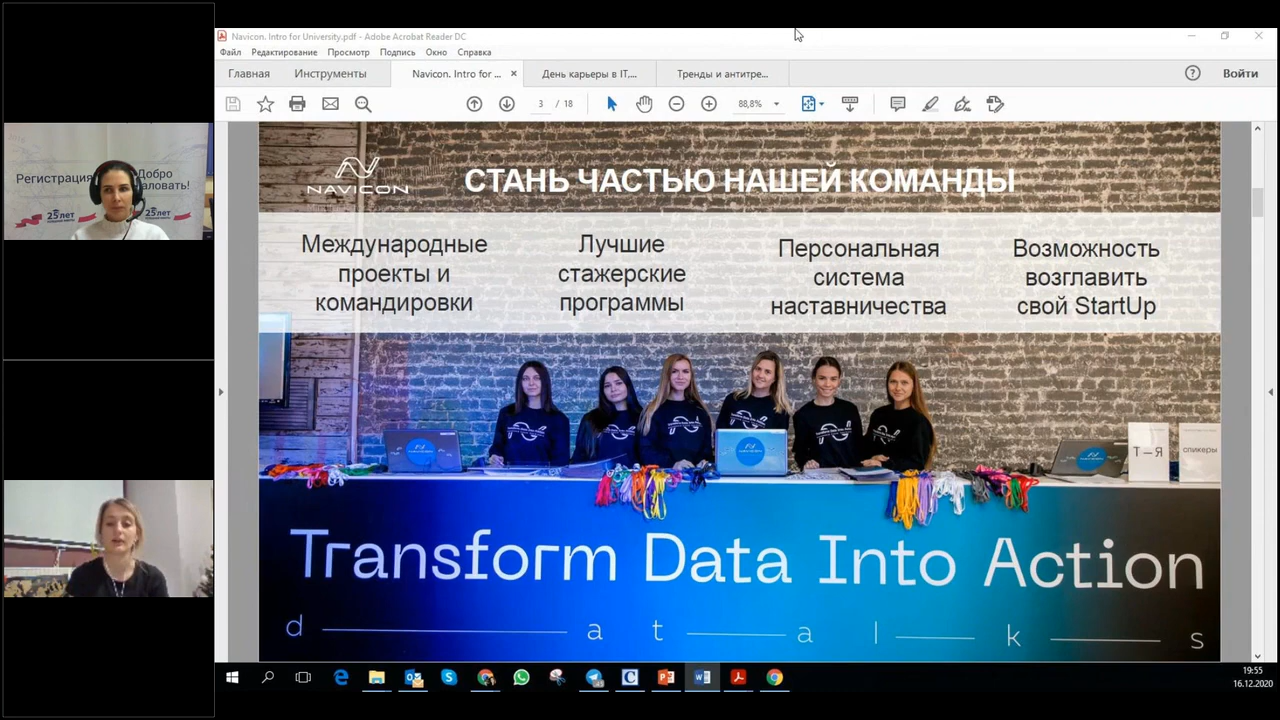 Navicon. Intro for University.pdf - Adobe Acrobat Reader DC
Файл Редактирование Просмотр Подпись Окно Справка
Главная Инструменты Navicon. Intro for ... × День карьеры в IT,... Тренды и антитре... Войти
3 / 18 88,8%
NAVICON
СТАНЬ ЧАСТЬЮ НАШЕЙ КОМАНДЫ
Международные
проекты и
командировки
Лучшие
стажерские
программы
Персональная
система
наставничества
Возможность
возглавить
свой StartUp
Т – Я
спикеры
Transform Data Into Action
d a t a l k s
Регистрация
Добро
25 лет
25 лет
19:55
16.12.2020